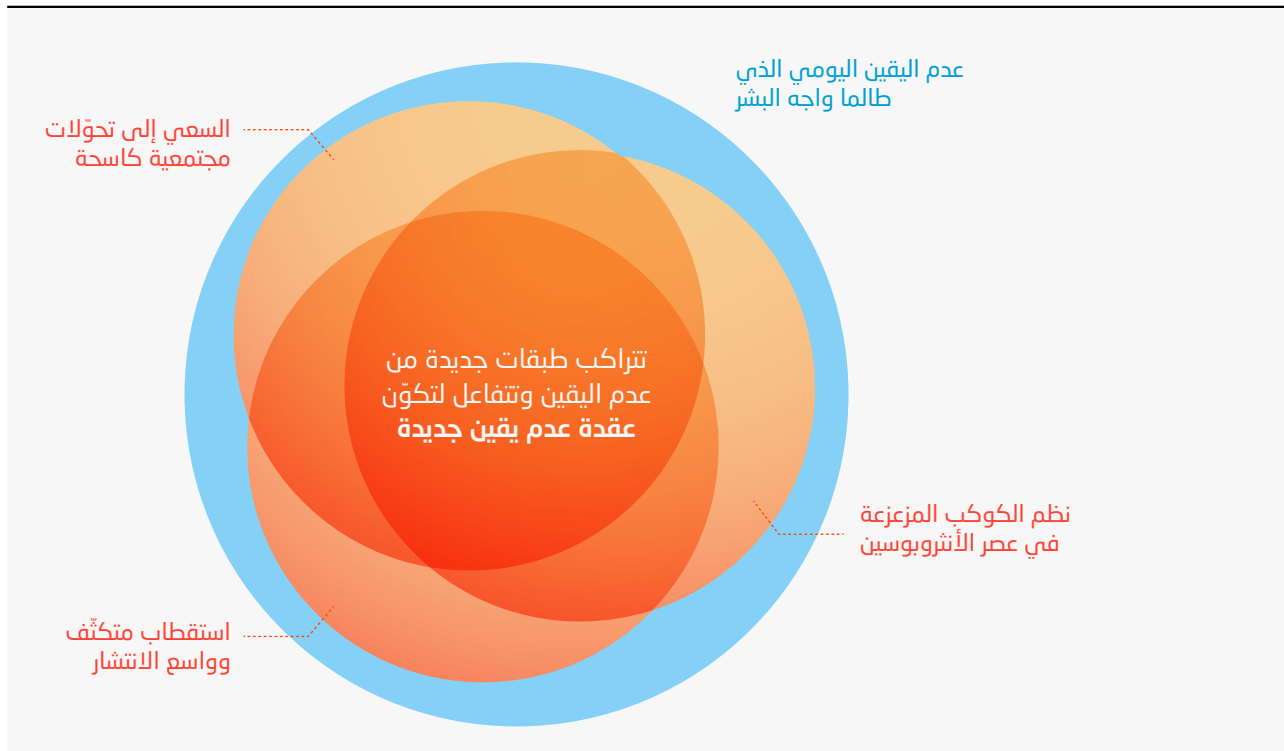 عدم اليقين اليومي الذي
طالما واجه البشر
السعي إلى تحوّلات
مجتمعية كاسحة
تتراكب طبقات جديدة من
عدم اليقين وتتفاعل لتكوّن
عقدة عدم يقين جديدة
نظم الكوكب المزعزعة
في عصر الأنثروبوسين
استقطاب متكثّف
وواسع الانتشار